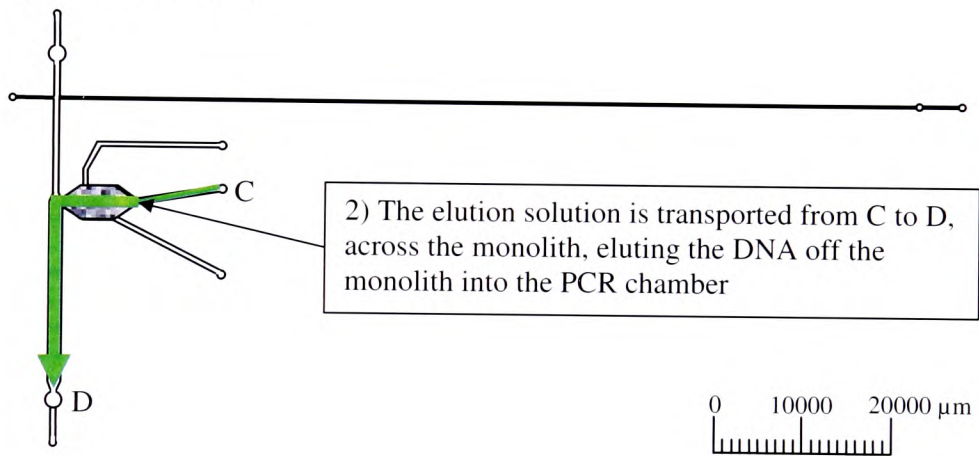 C
2) The elution solution is transported from C to D,
across the monolith, eluting the DNA off the
monolith into the PCR chamber
D
0 10000 20000 μm